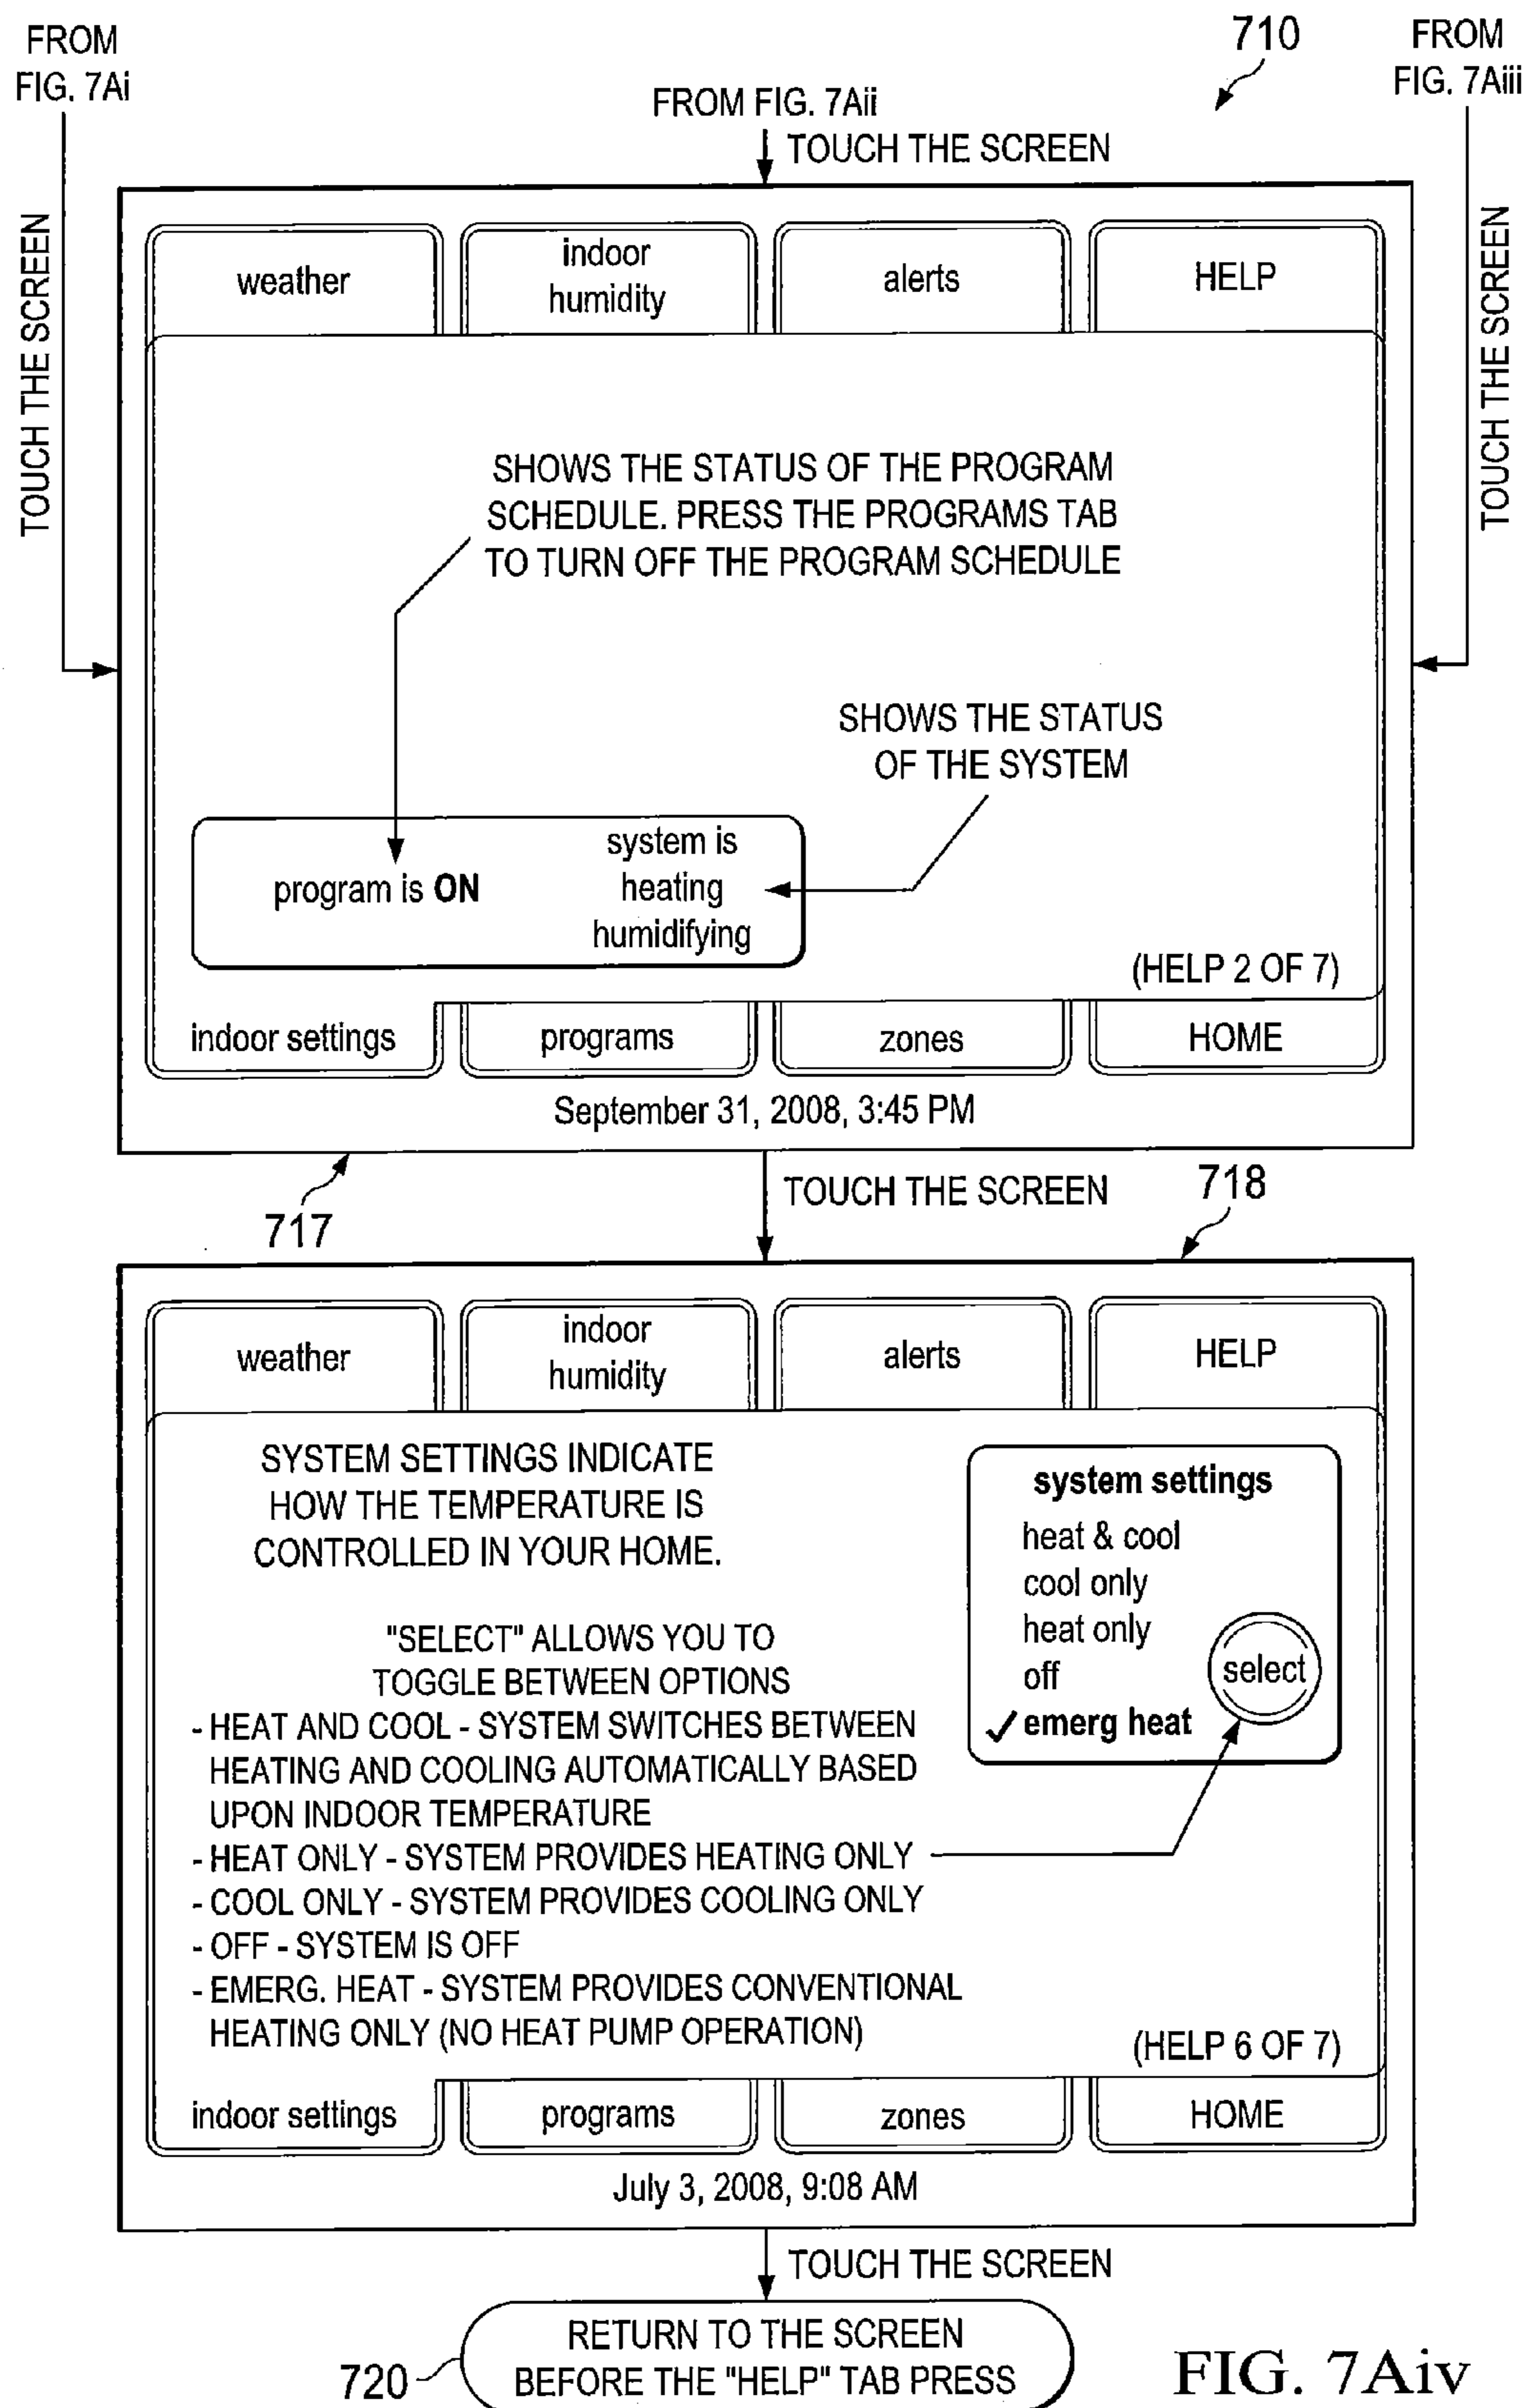 FROM
FIG. 7Ai
FROM FIG. 7Aii
TOUCH THE SCREEN
710
FROM
FIG. 7Aiii
TOUCH THE SCREEN
TOUCH THE SCREEN
weather
indoor
humidity
alerts
HELP
SHOWS THE STATUS OF THE PROGRAM
SCHEDULE. PRESS THE PROGRAMS TAB
TO TURN OFF THE PROGRAM SCHEDULE
SHOWS THE STATUS
OF THE SYSTEM
program is ON
system is
heating
humidifying
(HELP 2 OF 7)
indoor settings
programs
zones
HOME
September 31, 2008, 3:45 PM
717
TOUCH THE SCREEN
718
weather
indoor
humidity
alerts
HELP
SYSTEM SETTINGS INDICATE
HOW THE TEMPERATURE IS
CONTROLLED IN YOUR HOME.
"SELECT" ALLOWS YOU TO
TOGGLE BETWEEN OPTIONS
- HEAT AND COOL - SYSTEM SWITCHES BETWEEN
HEATING AND COOLING AUTOMATICALLY BASED
UPON INDOOR TEMPERATURE
- HEAT ONLY - SYSTEM PROVIDES HEATING ONLY
- COOL ONLY - SYSTEM PROVIDES COOLING ONLY
- OFF - SYSTEM IS OFF
- EMERG. HEAT - SYSTEM PROVIDES CONVENTIONAL
HEATING ONLY (NO HEAT PUMP OPERATION)
system settings
heat & cool
cool only
heat only
off
✓ emerg heat
select
(HELP 6 OF 7)
indoor settings
programs
zones
HOME
July 3, 2008, 9:08 AM
TOUCH THE SCREEN
720
RETURN TO THE SCREEN
BEFORE THE "HELP" TAB PRESS
FIG. 7Aiv